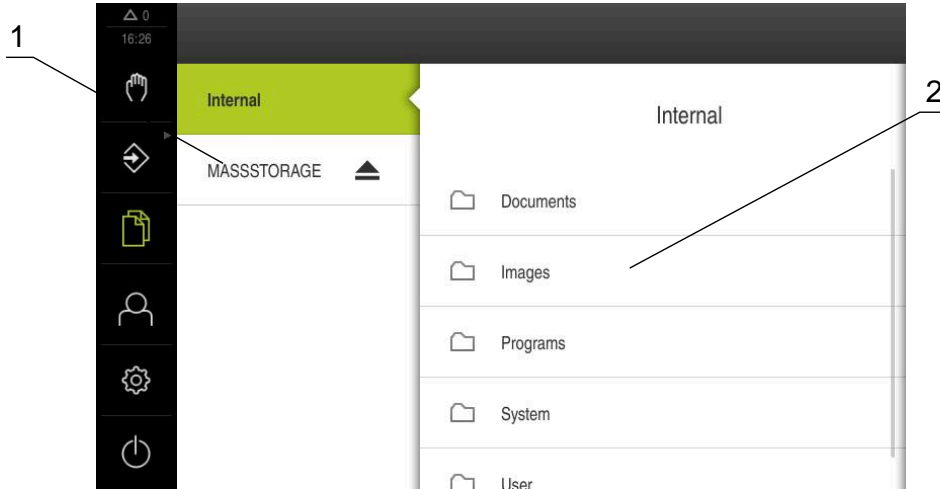 1
0
16:26
Internal
Internal
2
MASSSTORAGE
Documents
Images
Programs
System
User